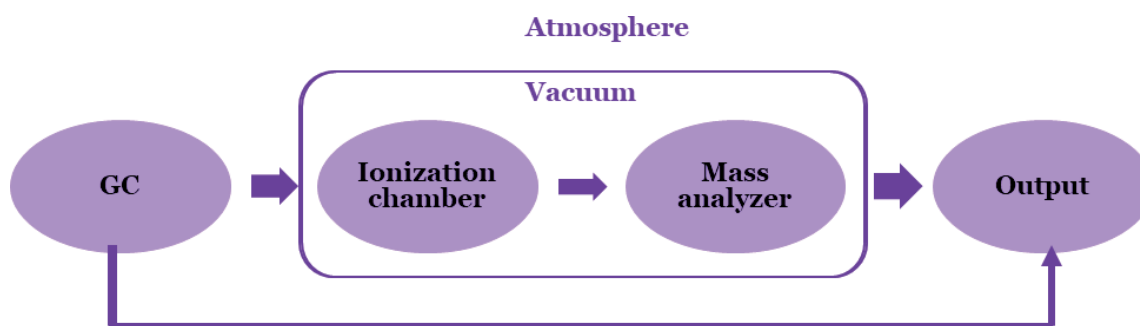 Atmosphere
Vacuum
GC
Ionization
chamber
Mass
analyzer
Output